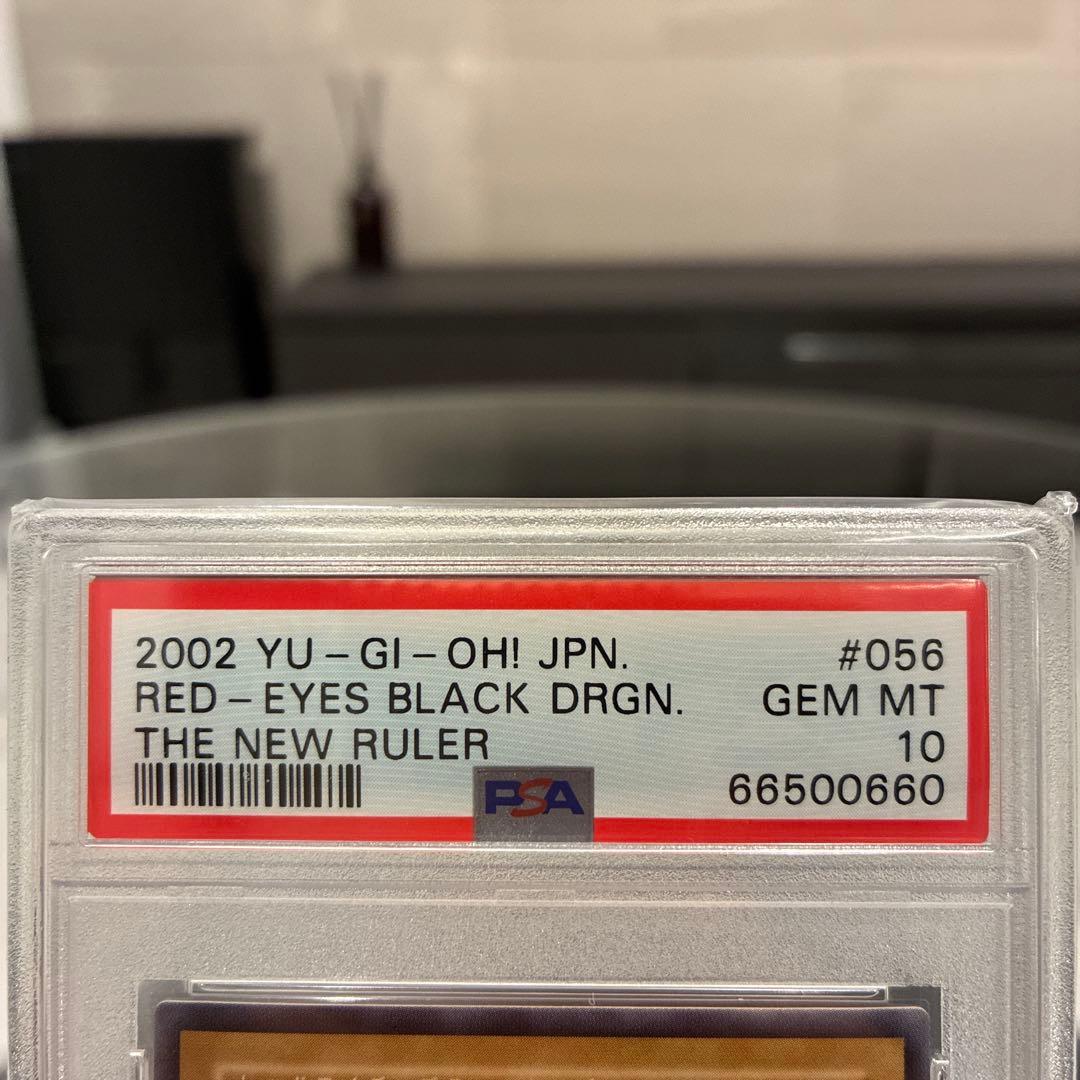 2002 YU-GI-OH! JPN. #056
RED-EYES BLACK DRGN. GEM MT
THE NEW RULER 10
PSA 66500660